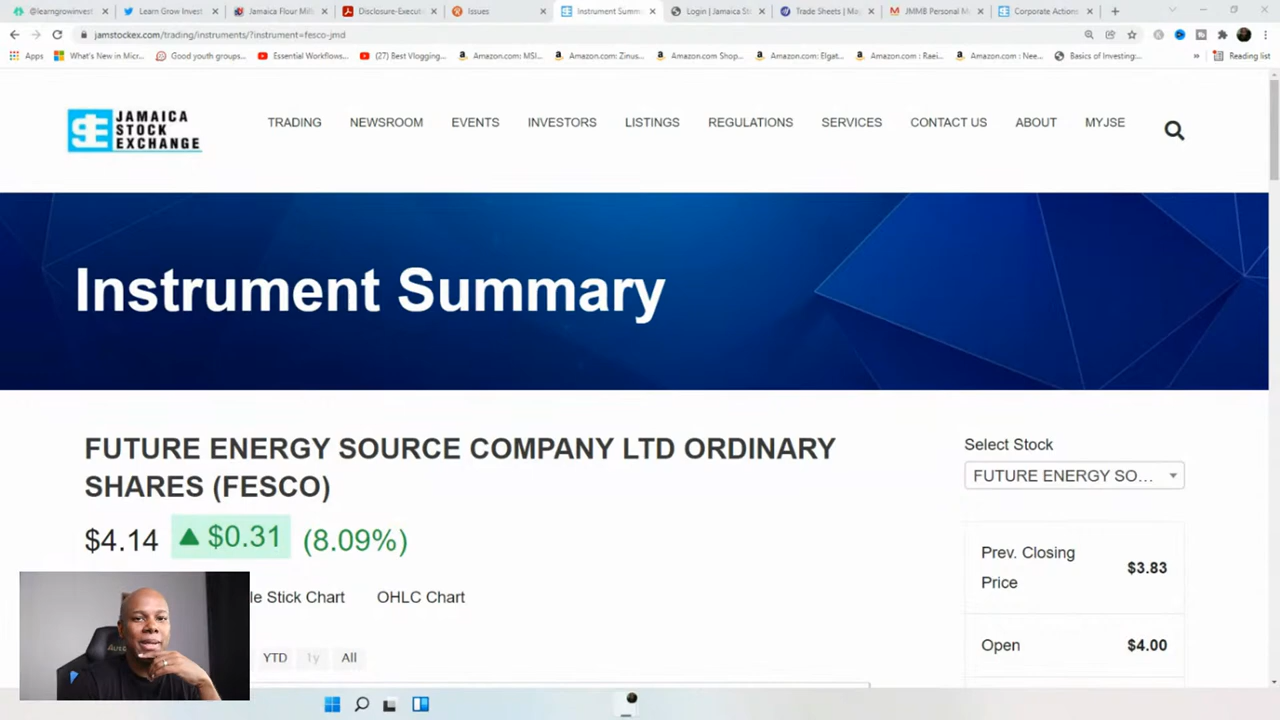 @learngrowinvest
Learn Grow Invest
Jamaica Flour Mill
Disclosure-Executi
Issues
Instrument Summ
Login | Jamaica St
Trade Sheets | Ma
JMMB Personal M
Corporate Actions
jamstockex.com/trading/instruments/?instrument=fesco-jmd
Apps
What's New in Micr...
Good youth groups...
Essential Workflows...
(27) Best Vlogging...
Amazon.com: MSI...
Amazon.com: Zinus...
Amazon.com Shop...
Amazon.com: Elgat...
Amazon.com : Raei...
Amazon.com : Nee...
Basics of Investing:...
»
Reading list
JAMAICA
STOCK
EXCHANGE
TRADING
NEWSROOM
EVENTS
INVESTORS
LISTINGS
REGULATIONS
SERVICES
CONTACT US
ABOUT
MYJSE
Instrument Summary
FUTURE ENERGY SOURCE COMPANY LTD ORDINARY
SHARES (FESCO)
$4.14 ▲ $0.31 (8.09%)
le Stick Chart
OHLC Chart
YTD
1y
All
Select Stock
FUTURE ENERGY SO...
Prev. Closing
Price
$3.83
Open
$4.00